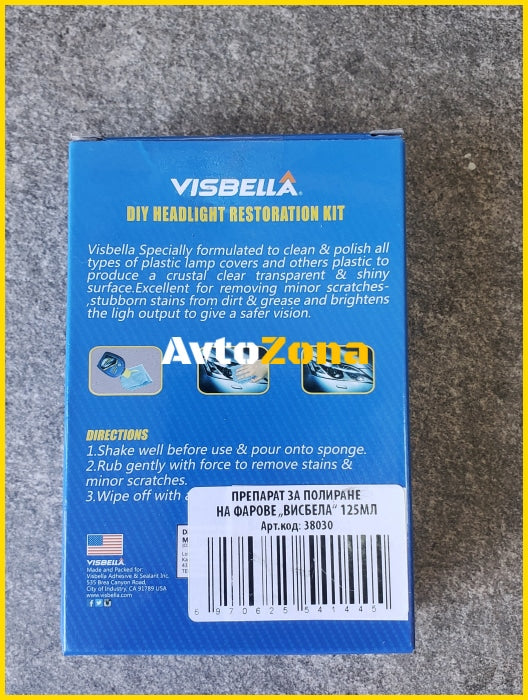 VISBELLA®
DIY HEADLIGHT RESTORATION KIT
Visbella Specially formulated to clean & polish all
types of plastic lamp covers and others plastic to
produce a crustal clear transparent & shiny
surface.Excellent for removing minor scratches-
,stubborn stains from dirt & grease and brightens
the ligh output to give a safer vision.
AvtoZona
DIRECTIONS
1.Shake well before use & pour onto sponge.
2.Rub gently with force to remove stains &
minor scratches.
3.Wipe off with a
ПРЕПАРАТ ЗА ПОЛИРАНЕ
НА ФАРОВЕ „ВИСБЕЛА“ 125МЛ
Арт.код: 38030
6 970625 541445
VISBELLA
Made and Packed for:
Visbella Adhesive & Sealant Inc.
535 Brea Canyon Road,
City of Industry, CA 91789 USA
www.visbella.com